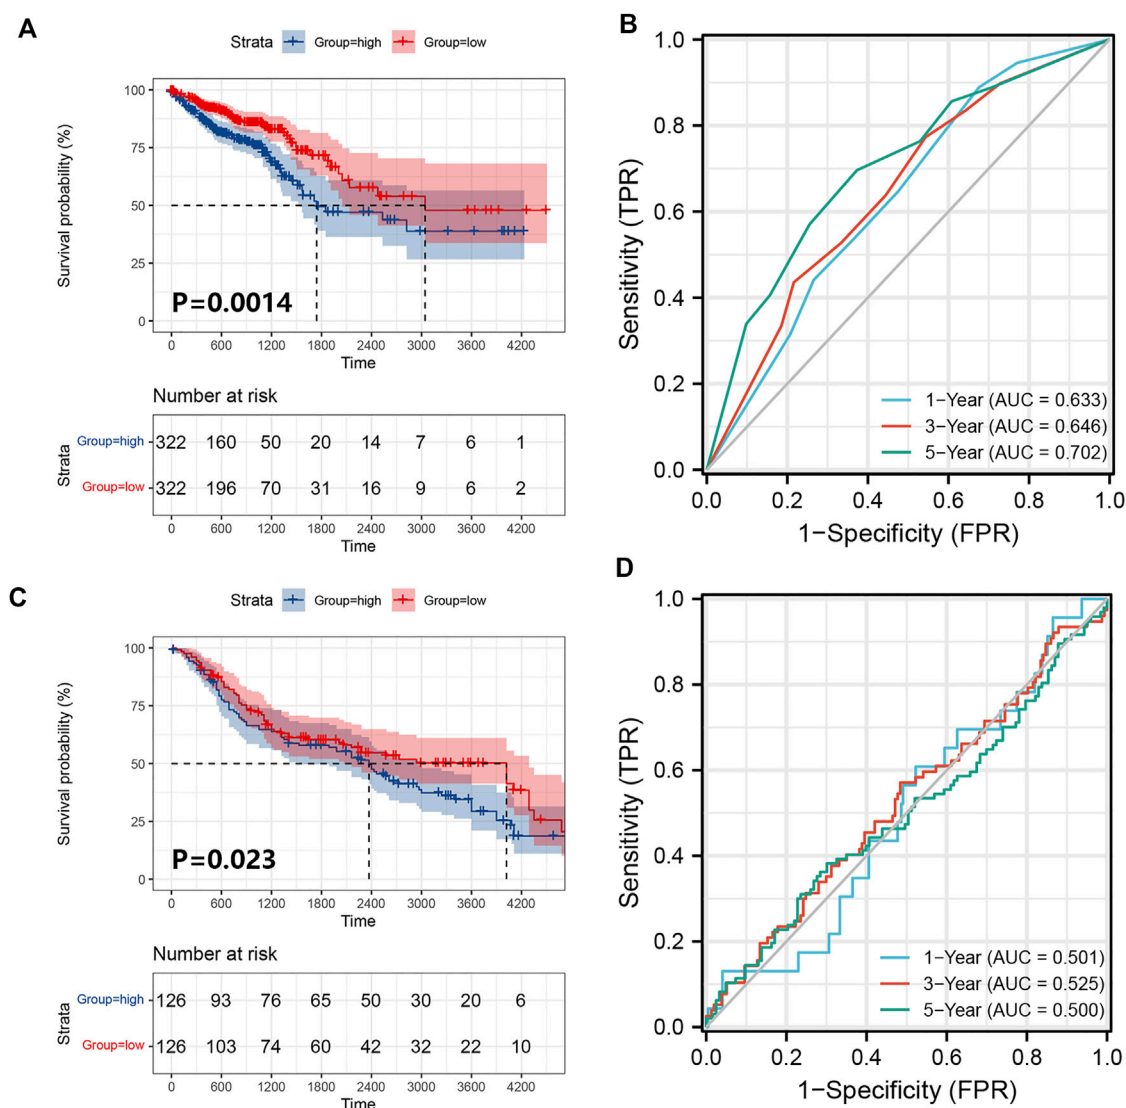 A
Strata Group=high Group=low
Survival probability (%)
100
75
50
25
0
P=0.0014
0 600 1200 1800 2400 3000 3600 4200
Time
Number at risk
Strata
Group=high 322 160 50 20 14 7 6 1
Group=low 322 196 70 31 16 9 6 2
0 600 1200 1800 2400 3000 3600 4200
Time
B
Sensitivity (TPR)
1.0
0.8
0.6
0.4
0.2
0.0
1−Year (AUC = 0.633)
3−Year (AUC = 0.646)
5−Year (AUC = 0.702)
0.0 0.2 0.4 0.6 0.8 1.0
1−Specificity (FPR)
C
Strata Group=high Group=low
Survival probability (%)
100
75
50
25
0
P=0.023
0 600 1200 1800 2400 3000 3600 4200
Time
Number at risk
Strata
Group=high 126 93 76 65 50 30 20 6
Group=low 126 103 74 60 42 32 22 10
0 600 1200 1800 2400 3000 3600 4200
Time
D
Sensitivity (TPR)
1.0
0.8
0.6
0.4
0.2
0.0
1−Year (AUC = 0.501)
3−Year (AUC = 0.525)
5−Year (AUC = 0.500)
0.0 0.2 0.4 0.6 0.8 1.0
1−Specificity (FPR)